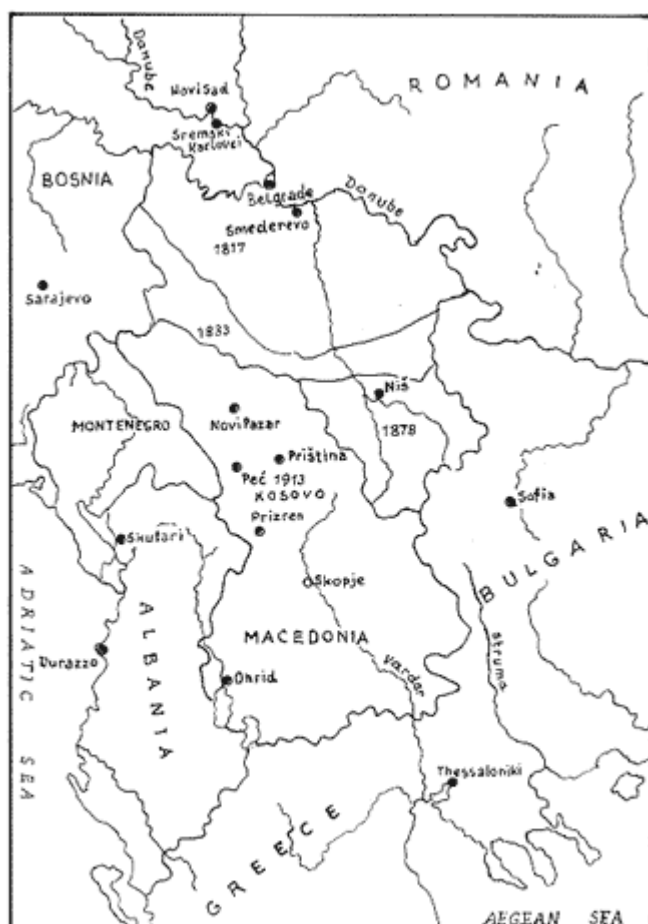 Danube
Novi Sad
ROMANIA
Sremski
Karlovci
BOSNIA
Belgrade
Danube
Smederevo
1817
Sarajevo
1833
Niš
Novi Pazar
MONTENEGRO
1878
Priština
Peć 1913
KOSOVO
Sofia
Prizren
Skutari
BULGARIA
Skopje
ADRIATIC SEA
ALBANIA
MACEDONIA
Struma
Durazzo
Vardar
Ohrid
Thessaloniki
GREECE
AEGEAN SEA